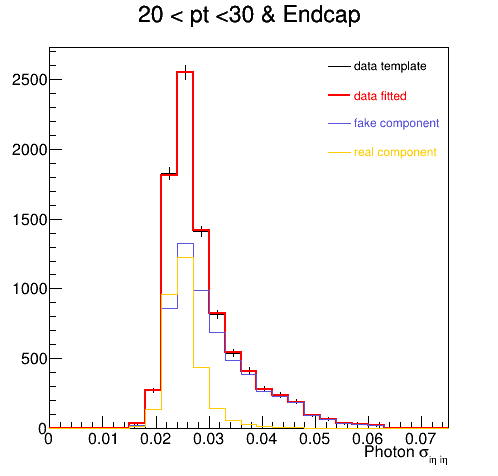 20 < pt <30 & Endcap
data template
data fitted
fake component
real component
2500
2000
1500
1000
500
0
0 0.01 0.02 0.03 0.04 0.05 0.06 0.07
Photon σiη iη